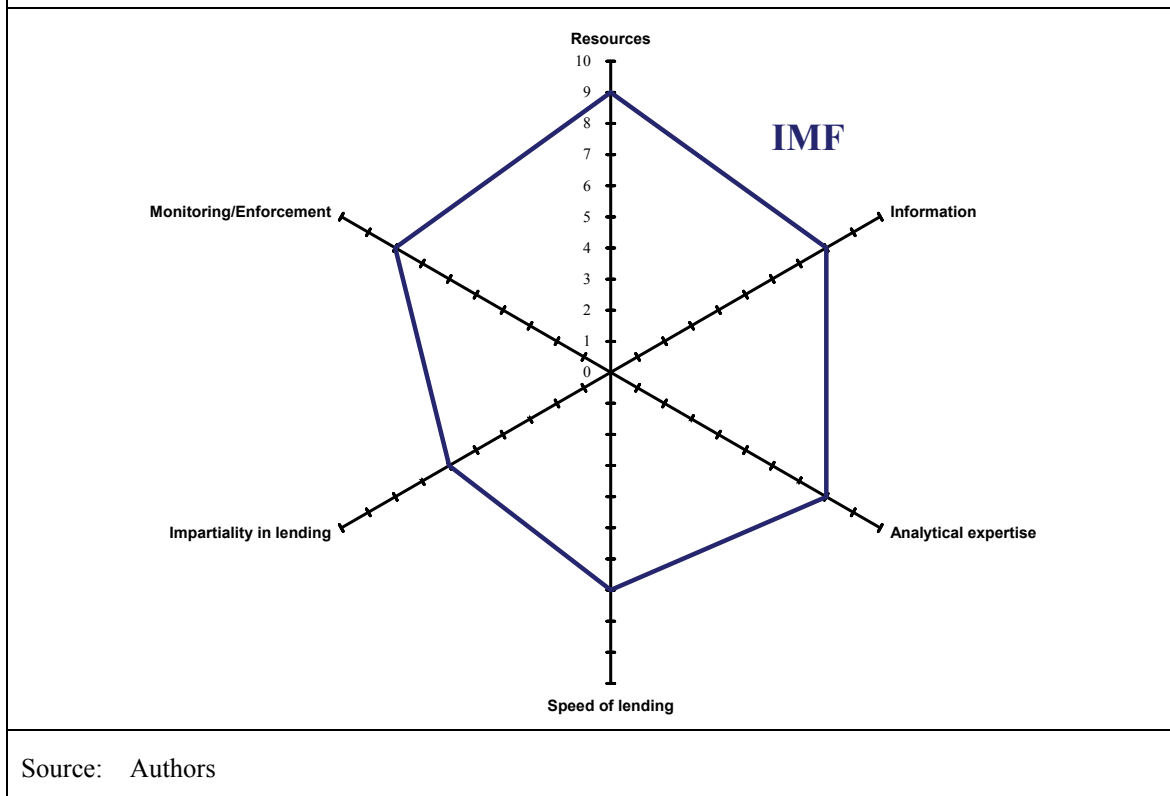 Resources
10
9
8
7
6
5
4
3
2
1
0
IMF
Monitoring/Enforcement
Information
Impartiality in lending
Analytical expertise
Speed of lending
Source: Authors